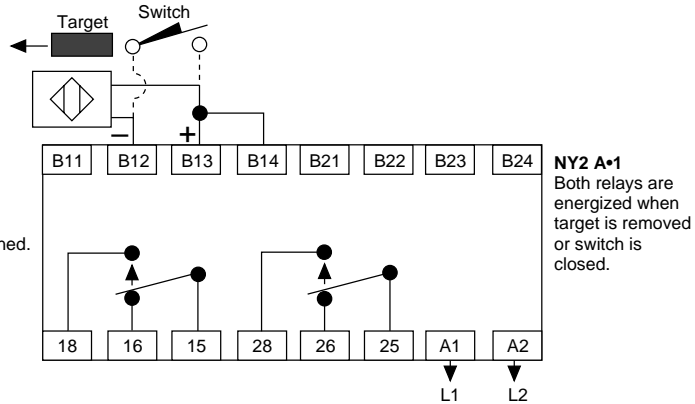 Switch
Target
−
+
B11 B12 B13 B14 B21 B22 B23 B24
NY2 A•1
Both relays are
energized when
target is removed
or switch is
closed.
18 16 15 28 26 25 A1 A2
L1 L2